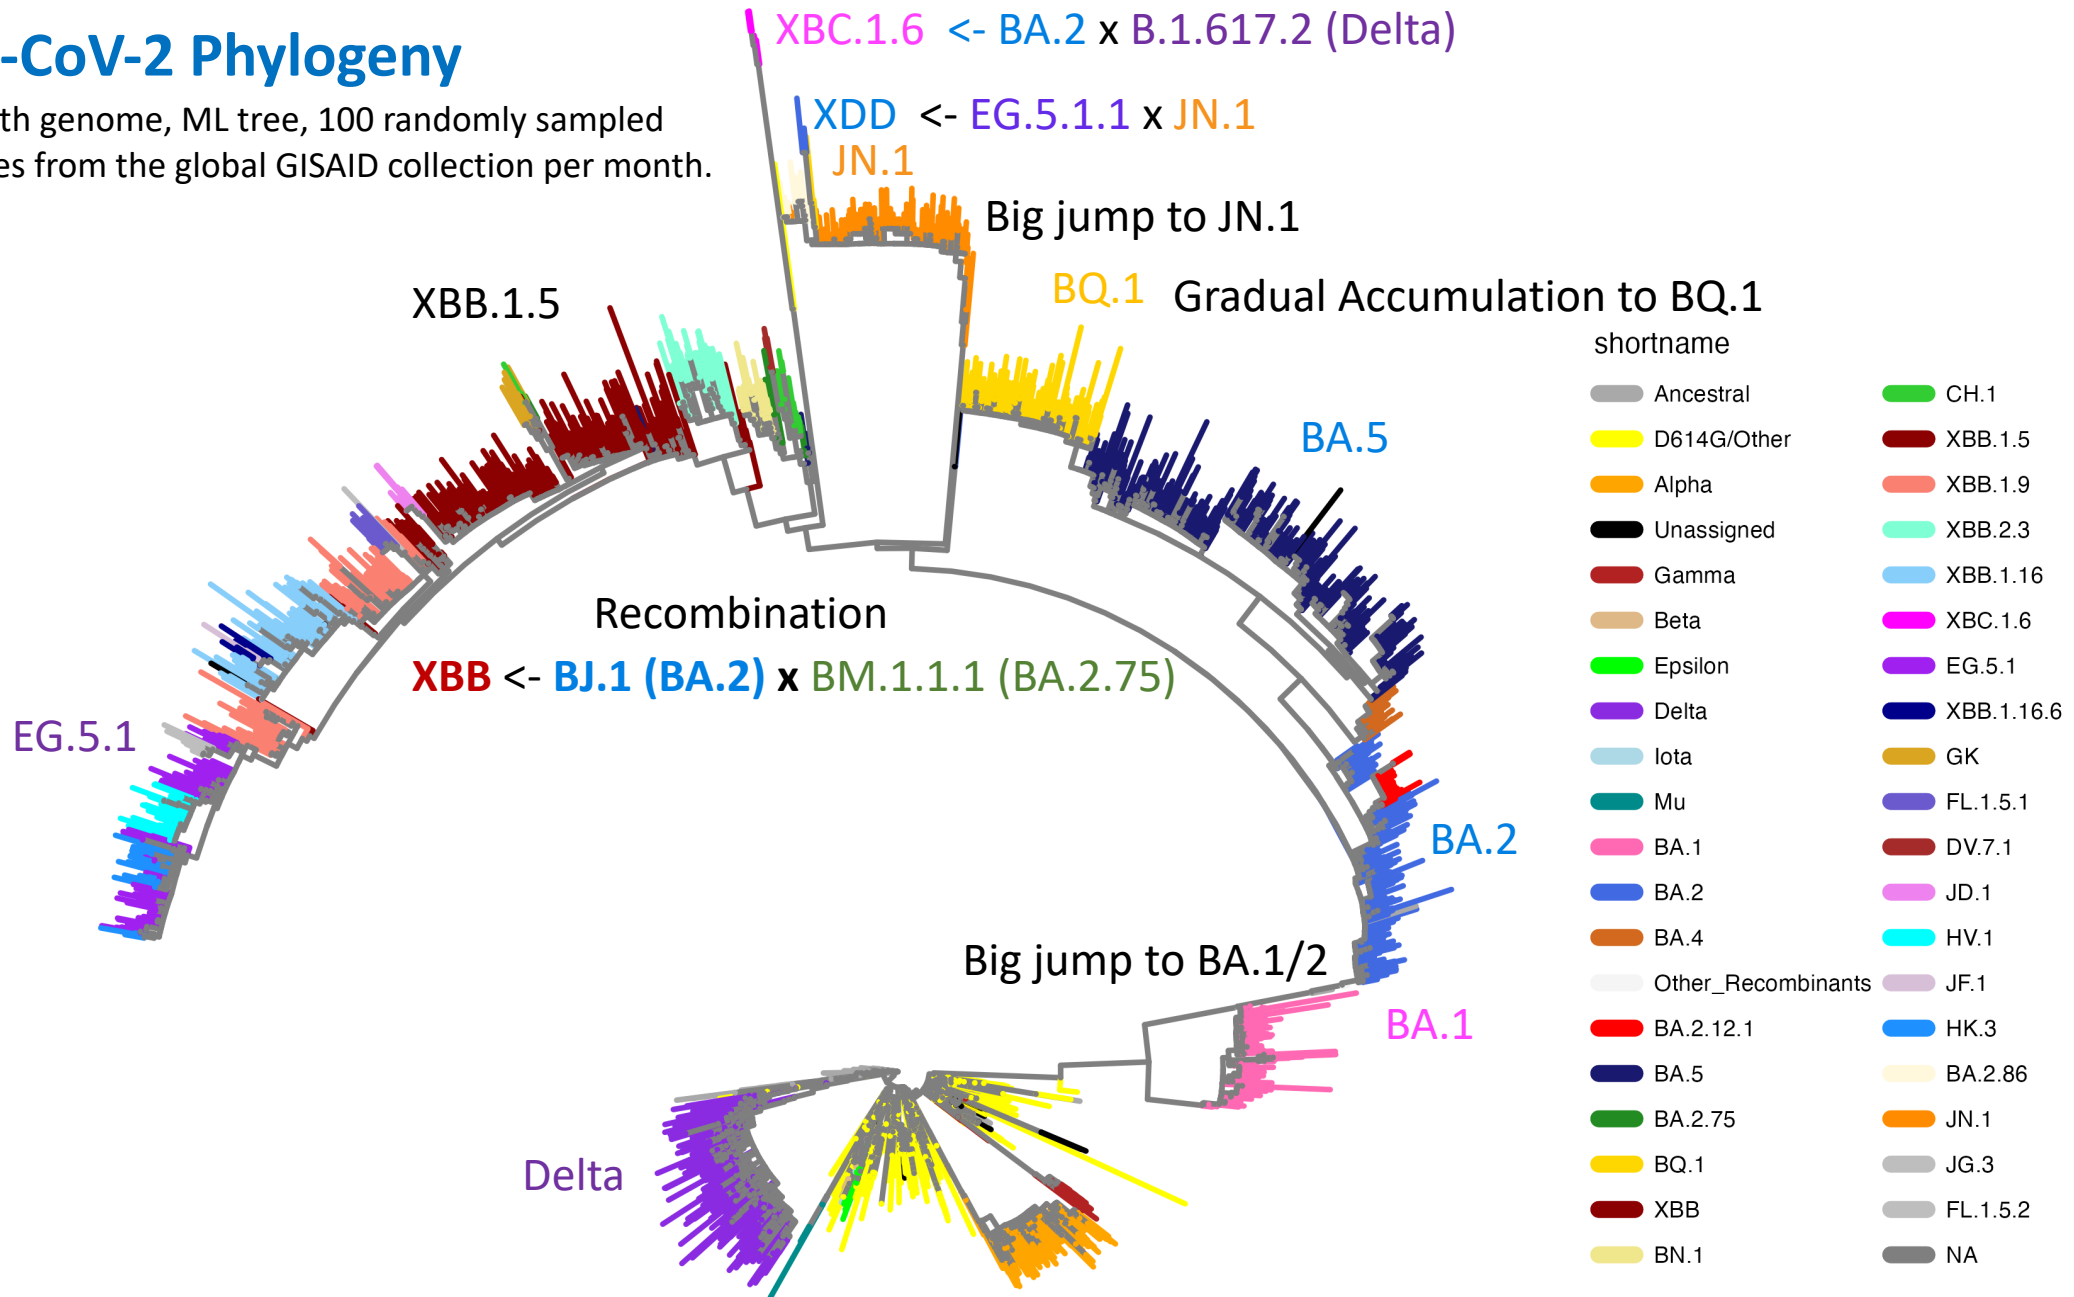 -CoV-2 Phylogeny
th genome, ML tree, 100 randomly sampled
es from the global GISAID collection per month.
XBC.1.6 <- BA.2 x B.1.617.2 (Delta)
XDD <- EG.5.1.1 x JN.1
JN.1
Big jump to JN.1
BQ.1 Gradual Accumulation to BQ.1
XBB.1.5
BA.5
Recombination
XBB <- BJ.1 (BA.2) x BM.1.1.1 (BA.2.75)
EG.5.1
BA.2
Big jump to BA.1/2
BA.1
Delta
shortname
Ancestral
D614G/Other
Alpha
Unassigned
Gamma
Beta
Epsilon
Delta
Iota
Mu
BA.1
BA.2
BA.4
Other_Recombinants
BA.2.12.1
BA.5
BA.2.75
BQ.1
XBB
BN.1
CH.1
XBB.1.5
XBB.1.9
XBB.2.3
XBB.1.16
XBC.1.6
EG.5.1
XBB.1.16.6
GK
FL.1.5.1
DV.7.1
JD.1
HV.1
JF.1
HK.3
BA.2.86
JN.1
JG.3
FL.1.5.2
NA